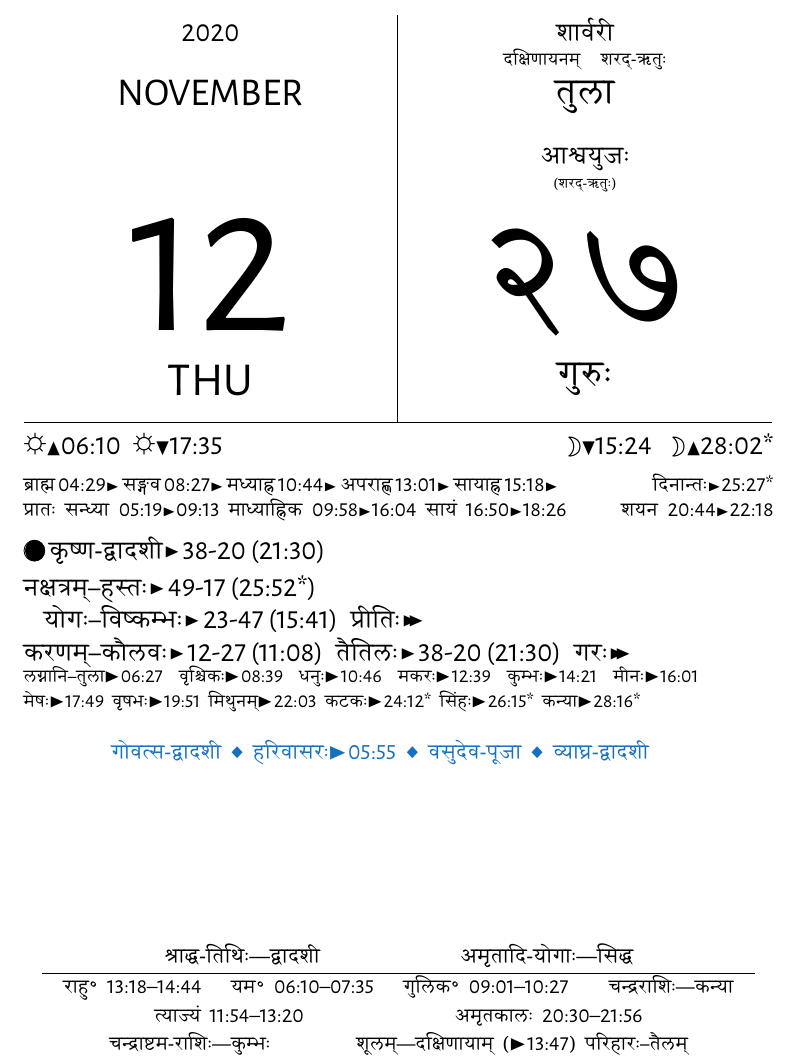 2020
NOVEMBER
12
THU
शार्वरी
दक्षिणायनम् शरद्-ऋतुः
तुला
आश्वयुजः
(शरद्-ऋतुः)
२७
गुरुः
☼▲06:10 ☼▼17:35 ☽▼15:24 ☽▲28:02*
ब्राह्म 04:29► सङ्गव 08:27► मध्याह्न 10:44► अपराह्ण 13:01► सायाह्न 15:18► दिनान्तः►25:27*
प्रातः सन्ध्या 05:19►09:13 माध्याह्निक 09:58►16:04 सायं 16:50►18:26 शयन 20:44►22:18
कृष्ण-द्वादशी►38-20 (21:30)
नक्षत्रम्–हस्तः►49-17 (25:52*)
योगः–विष्कम्भः►23-47 (15:41) प्रीतिः►►
करणम्–कौलवः►12-27 (11:08) तैतिलः►38-20 (21:30) गरः►►
लग्नानि–तुला►06:27 वृश्चिकः►08:39 धनुः►10:46 मकरः►12:39 कुम्भः►14:21 मीनः►16:01
मेषः►17:49 वृषभः►19:51 मिथुनम्►22:03 कटकः►24:12* सिंहः►26:15* कन्या►28:16*
गोवत्स-द्वादशी ◆ हरिवासरः►05:55 ◆ वसुदेव-पूजा ◆ व्याघ्र-द्वादशी
श्राद्ध-तिथिः—द्वादशी अमृतादि-योगाः—सिद्ध
राहु° 13:18–14:44 यम° 06:10–07:35 गुलिक° 09:01–10:27 चन्द्रराशिः—कन्या
त्याज्यं 11:54–13:20 अमृतकालः 20:30–21:56
चन्द्राष्टम-राशिः—कुम्भः शूलम्—दक्षिणायाम् (►13:47) परिहारः–तैलम्